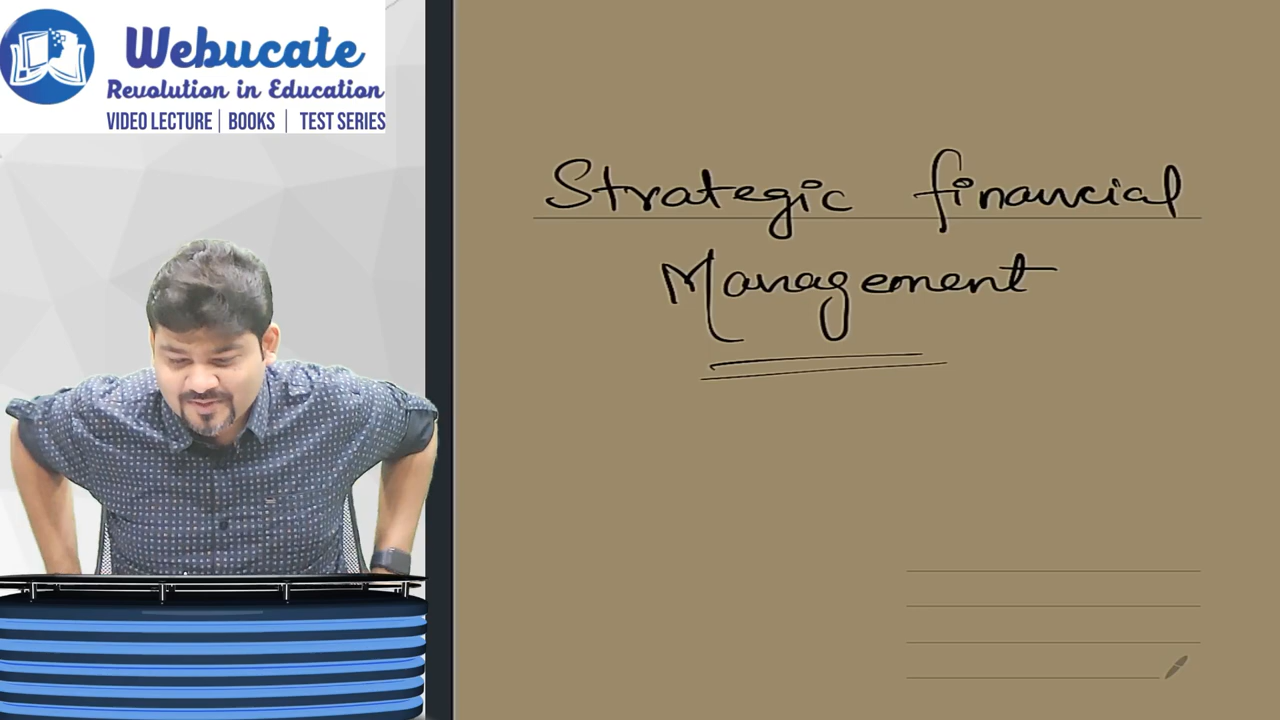 Webucate
Revolution in Education
VIDEO LECTURE | BOOKS | TEST SERIES
Strategic financial
Management